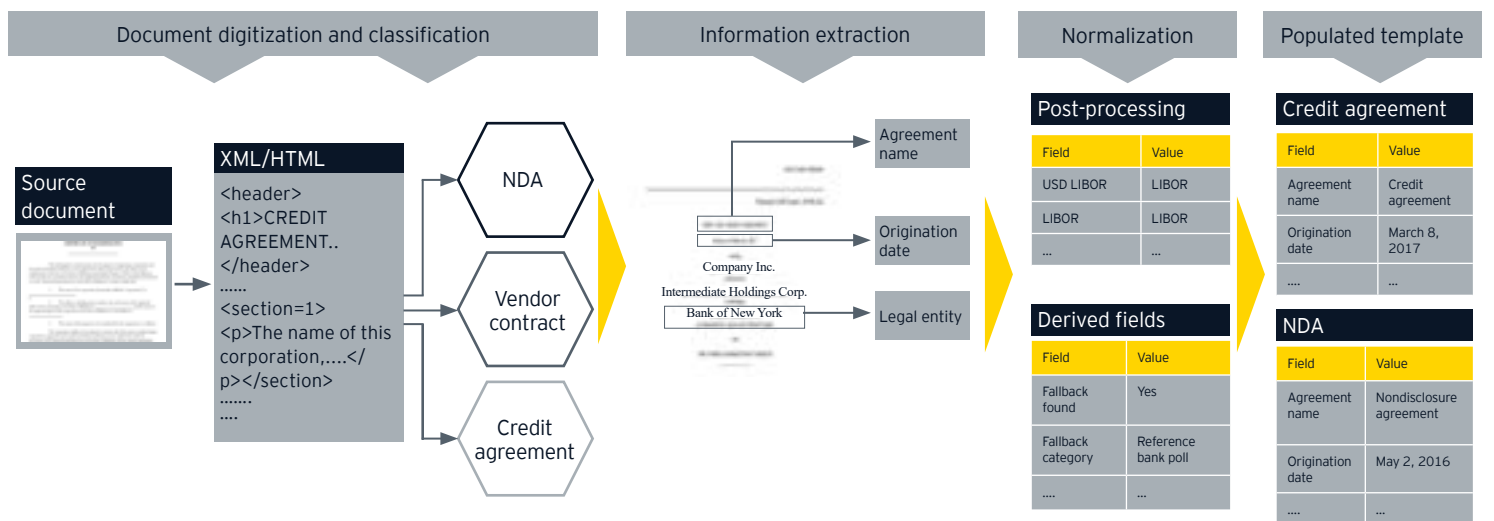 Document digitization and classification
Information extraction
Normalization
Populated template
Source
document
XML/HTML
<header>
<h1>CREDIT
AGREEMENT..
</header>
......
<section=1>
<p>The name of this
corporation,....</
p></section>
.......
....
NDA
Vendor
contract
Credit
agreement
Company Inc.
Intermediate Holdings Corp.
Bank of New York
Agreement
name
Origination
date
Legal entity
Post-processing
Field Value
USD LIBOR LIBOR
LIBOR LIBOR
... ...
Derived fields
Field Value
Fallback
found
Yes
Fallback
category
Reference
bank poll
.... ...
Credit agreement
Field Value
Agreement
name
Credit
agreement
Origination
date
March 8,
2017
.... ...
NDA
Field Value
Agreement
name
Nondisclosure
agreement
Origination
date
May 2, 2016
.... ...